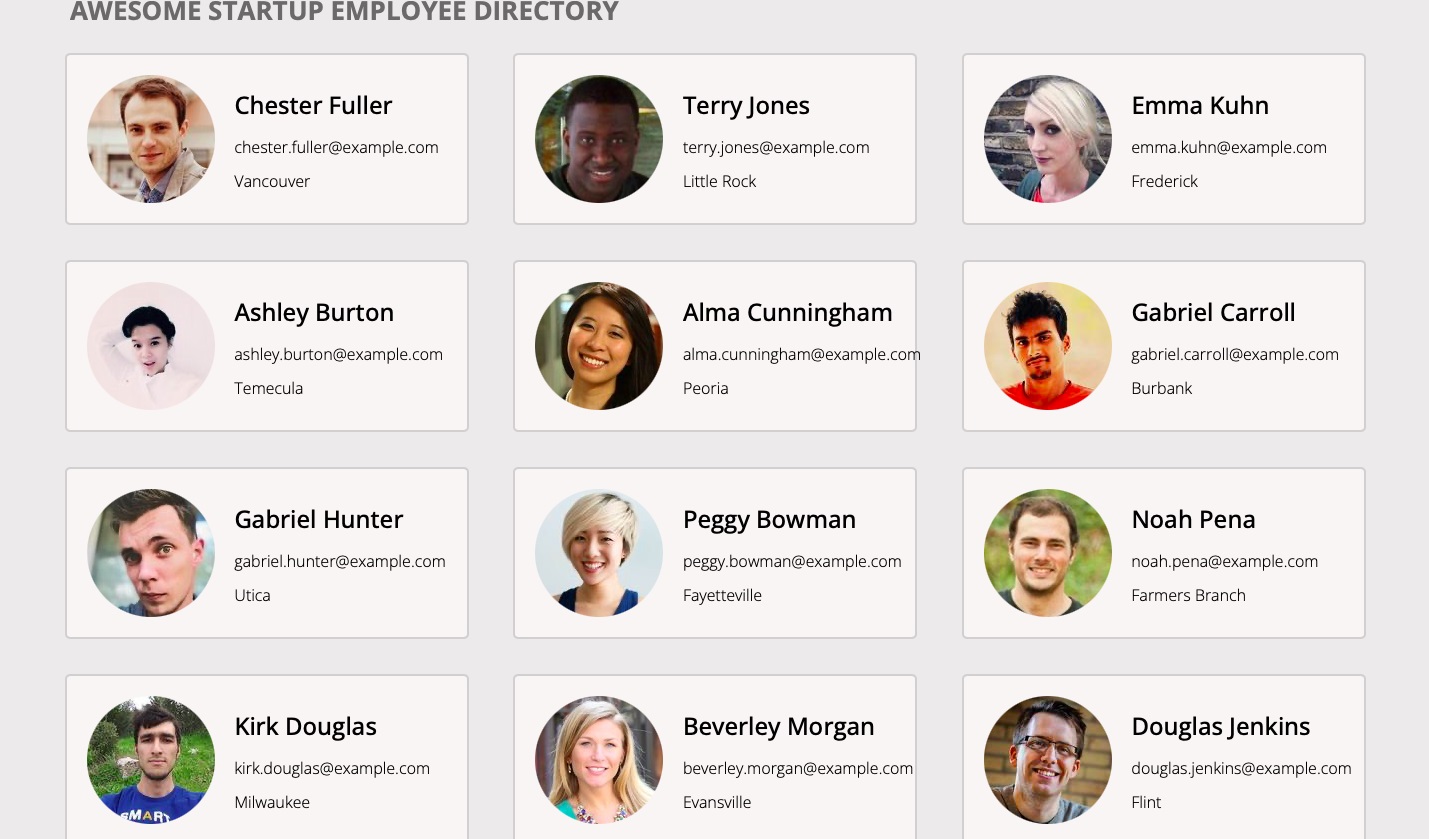 AWESOME STARTUP EMPLOYEE DIRECTORY
Chester Fuller
chester.fuller@example.com
Vancouver
Terry Jones
terry.jones@example.com
Little Rock
Emma Kuhn
emma.kuhn@example.com
Frederick
Ashley Burton
ashley.burton@example.com
Temecula
Alma Cunningham
alma.cunningham@example.com
Peoria
Gabriel Carroll
gabriel.carroll@example.com
Burbank
Gabriel Hunter
gabriel.hunter@example.com
Utica
Peggy Bowman
peggy.bowman@example.com
Fayetteville
Noah Pena
noah.pena@example.com
Farmers Branch
Kirk Douglas
kirk.douglas@example.com
Milwaukee
SMART
Beverley Morgan
beverley.morgan@example.com
Evansville
Douglas Jenkins
douglas.jenkins@example.com
Flint